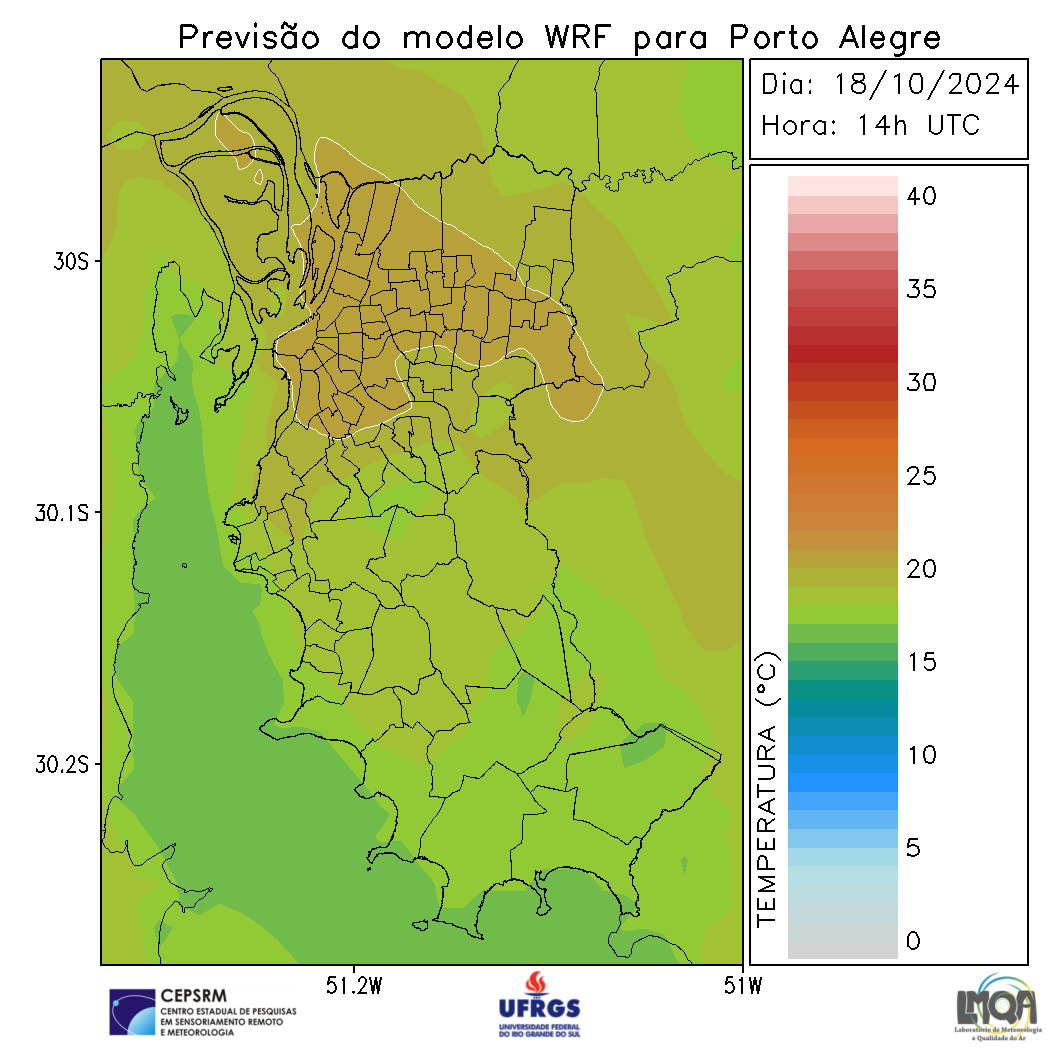 Previsão do modelo WRF para Porto Alegre
Dia: 18/10/2024
Hora: 14h UTC
40
35
30
25
20
15
10
5
0
TEMPERATURA (°C)
30S
30.1S
30.2S
51.2W
51W
CEPSRM
CENTRO ESTADUAL DE PESQUISAS
EM SENSORIAMENTO REMOTO
E METEOROLOGIA
UFRGS
UNIVERSIDADE FEDERAL
DO RIO GRANDE DO SUL
LMQA
Laboratório de Meteorologia
e Qualidade do Ar